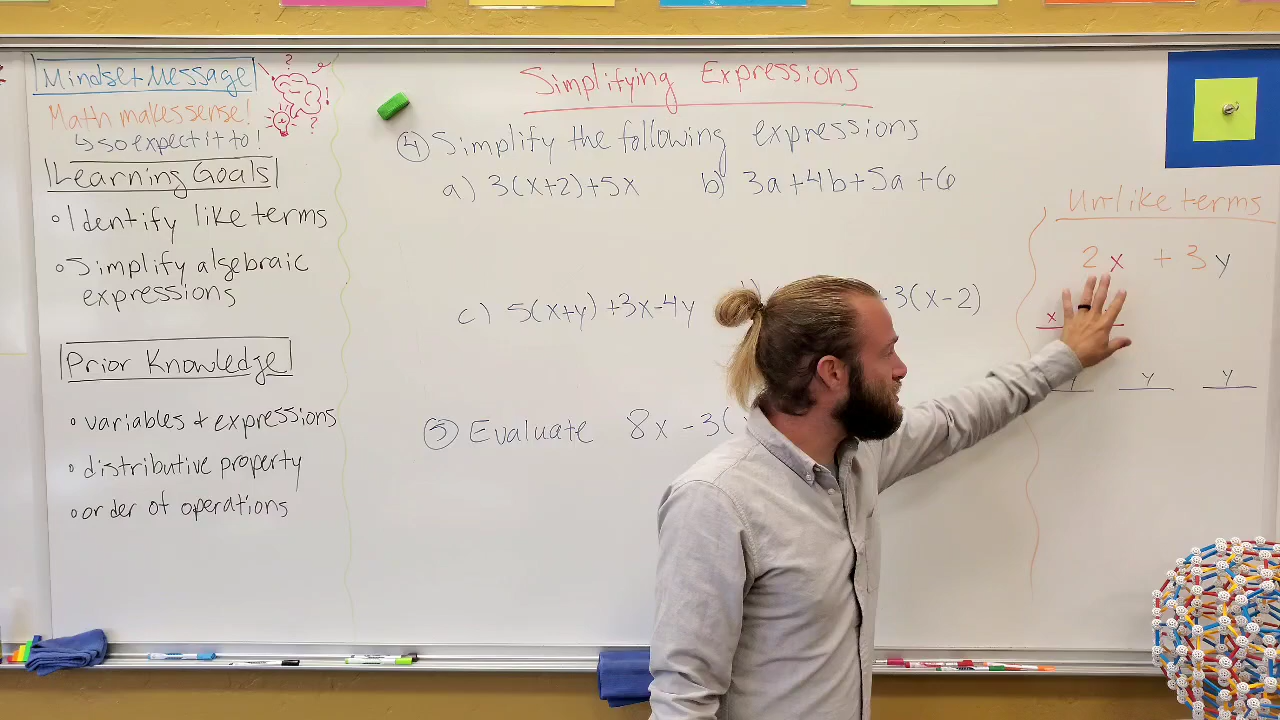 Mindset Message
Math makes sense!
↳ so expect it to!
Learning Goals
• Identify like terms
• Simplify algebraic
expressions
Prior Knowledge
• variables + expressions
• distributive property
• order of operations
Simplifying Expressions
④ Simplify the following expressions
a) 3(x+2)+5x b) 3a+4b+5a+6
c) 5(x+y)+3x-4y -3(x-2)
⑤ Evaluate 8x-3(
Unlike terms
2x + 3y
x
y y y